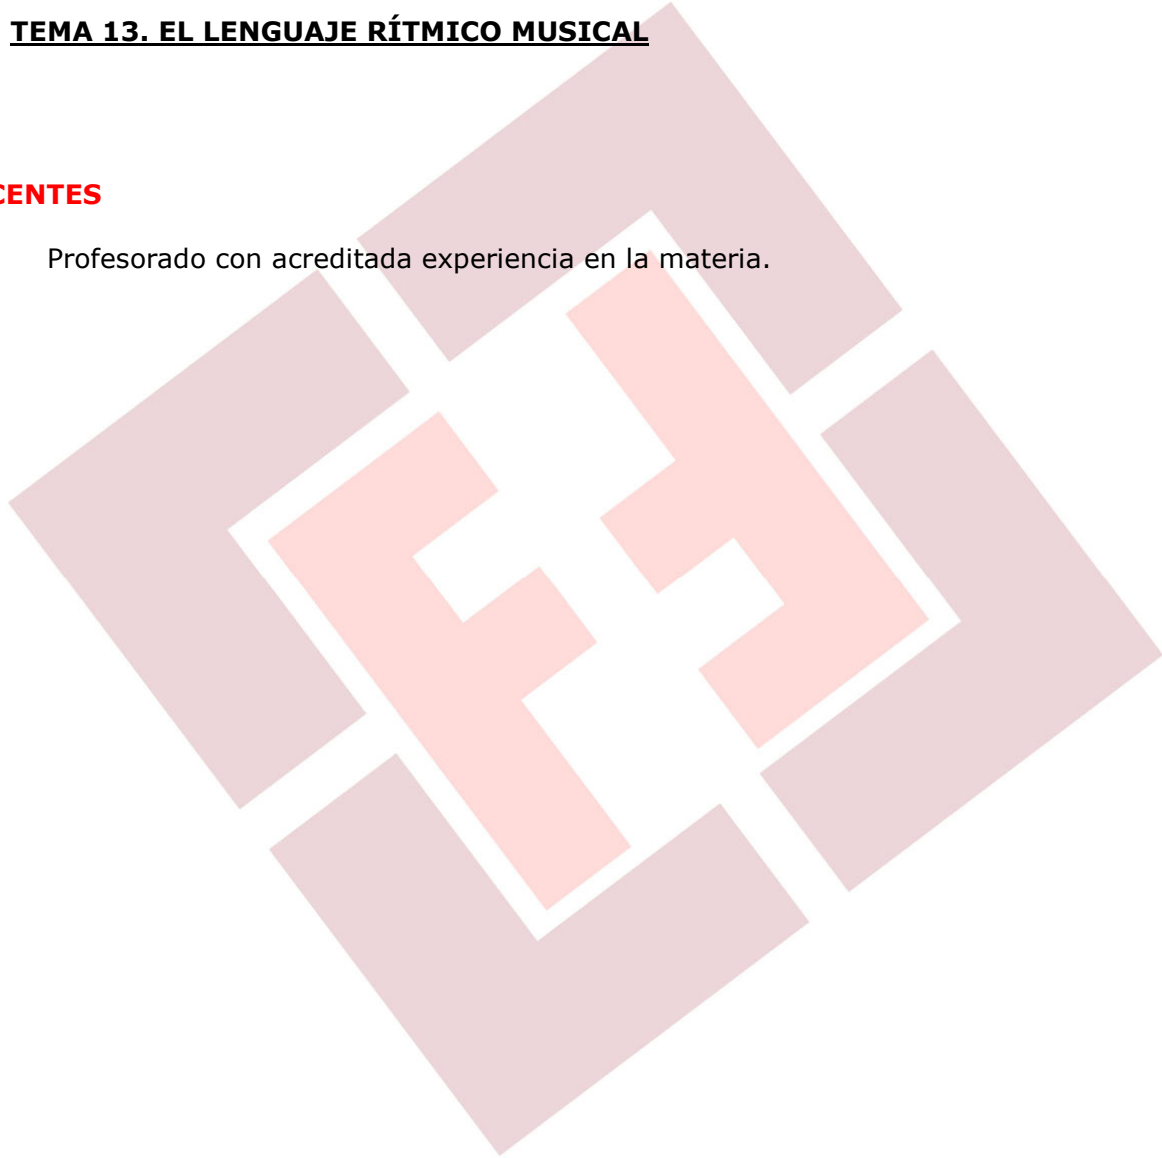 TEMA 13. EL LENGUAJE RÍTMICO MUSICAL
CENTES
Profesorado con acreditada experiencia en la materia.